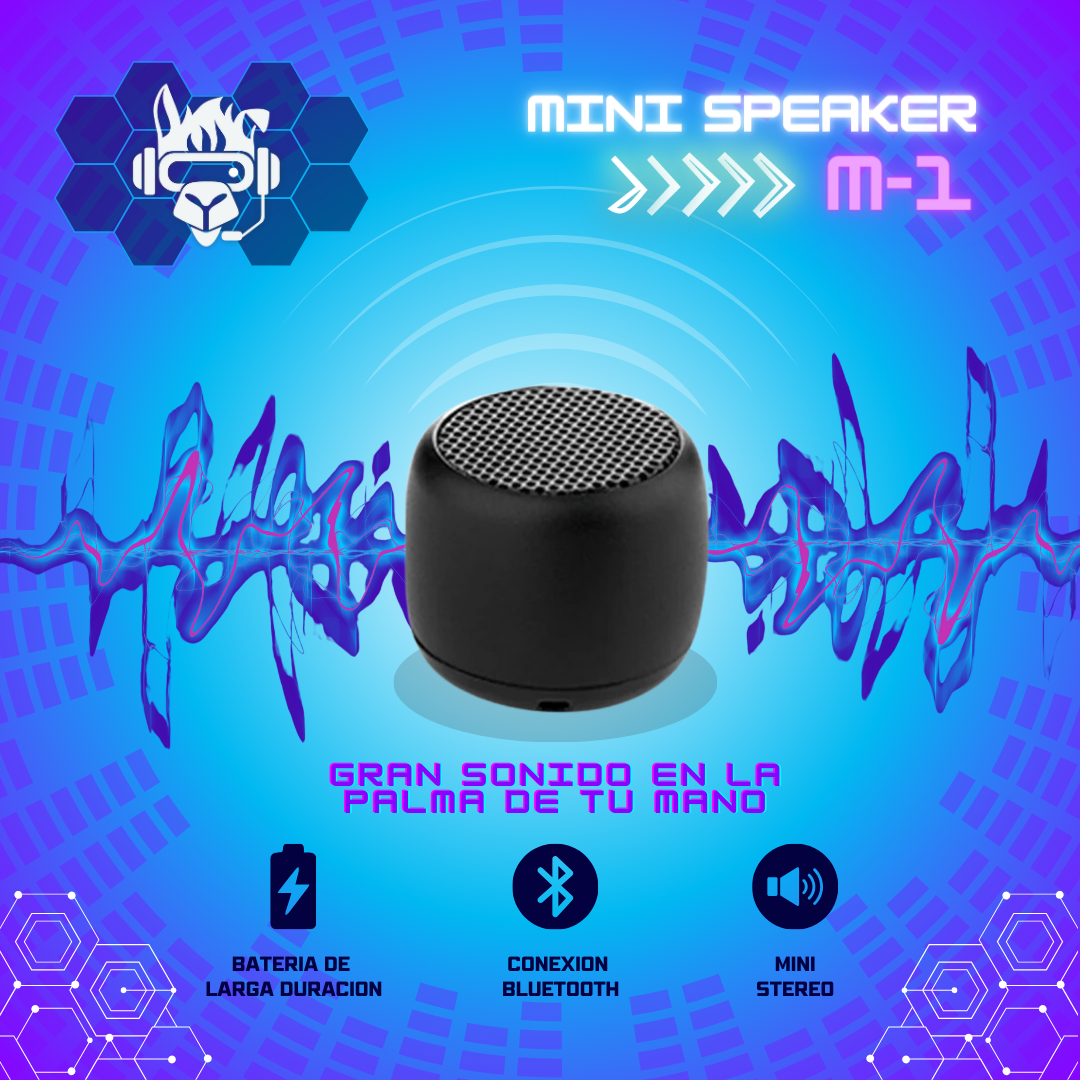 MINI SPEAKER
M-1
GRAN SONIDO EN LA
PALMA DE TU MANO
BATERIA DE
LARGA DURACION
CONEXION
BLUETOOTH
MINI
STEREO